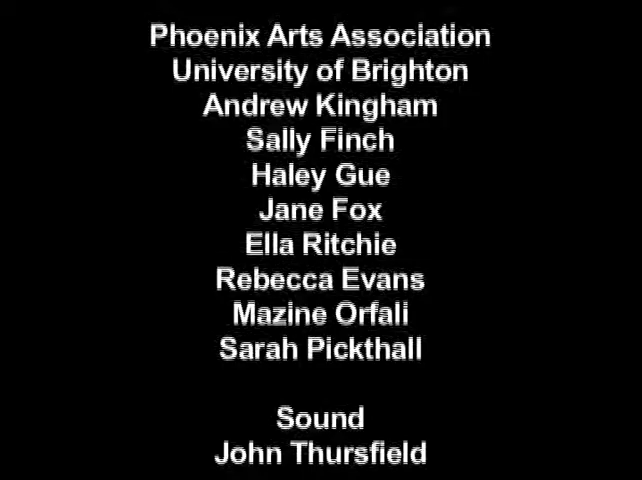 Phoenix Arts Association
University of Brighton
Andrew Kingham
Sally Finch
Haley Gue
Jane Fox
Ella Ritchie
Rebecca Evans
Mazine Orfali
Sarah Pickthall
Sound
John Thursfield